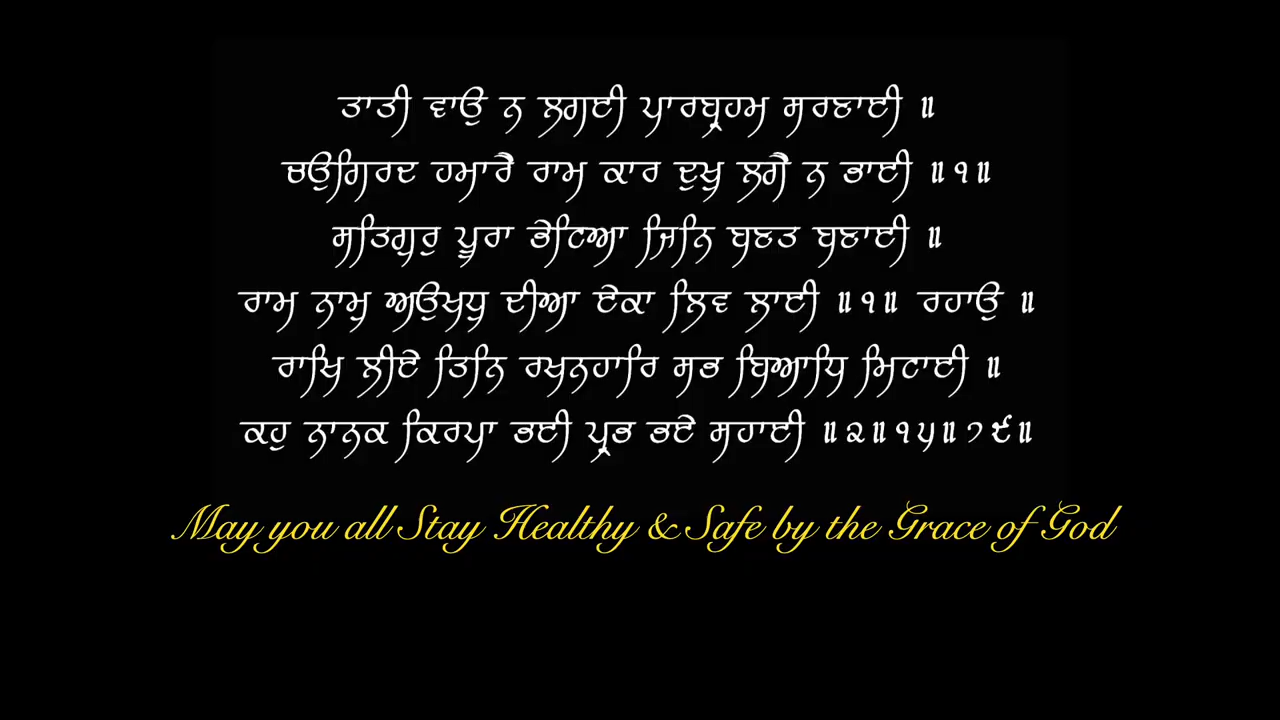 ਤਾਤੀ ਵਾਉ ਨ ਲਗਈ ਪਾਰਬ੍ਰਹਮ ਸਰਣਾਈ ॥
ਚਉਗਿਰਦ ਹਮਾਰੈ ਰਾਮ ਕਾਰ ਦੁਖੁ ਲਗੈ ਨ ਭਾਈ ॥੧॥
ਸਤਿਗੁਰੁ ਪੂਰਾ ਭੇਟਿਆ ਜਿਨਿ ਬਣਤ ਬਣਾਈ ॥
ਰਾਮ ਨਾਮੁ ਅਉਖਧੁ ਦੀਆ ਏਕਾ ਲਿਵ ਲਾਈ ॥੧॥ ਰਹਾਉ ॥
ਰਾਖਿ ਲੀਏ ਤਿਨਿ ਰਖਨਹਾਰਿ ਸਭ ਬਿਆਧਿ ਮਿਟਾਈ ॥
ਕਹੁ ਨਾਨਕ ਕਿਰਪਾ ਭਈ ਪ੍ਰਭ ਭਏ ਸਹਾਈ ॥੨॥੧੫॥੭੯॥
May you all Stay Healthy & Safe by the Grace of God